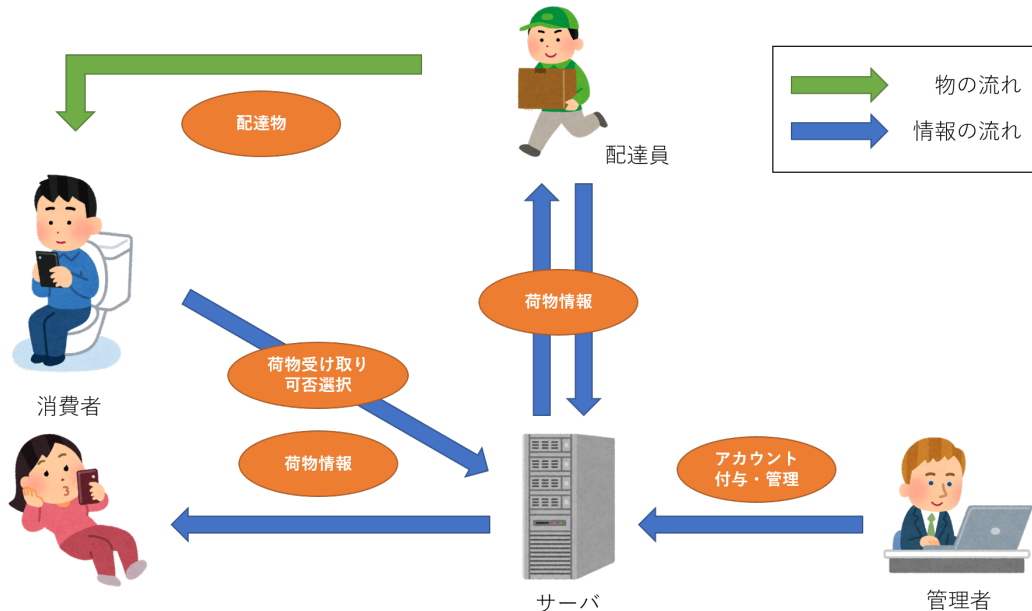 配達物
配達員
物の流れ
情報の流れ
荷物情報
荷物受け取り
可否選択
消費者
荷物情報
アカウント
付与・管理
サーバ
管理者